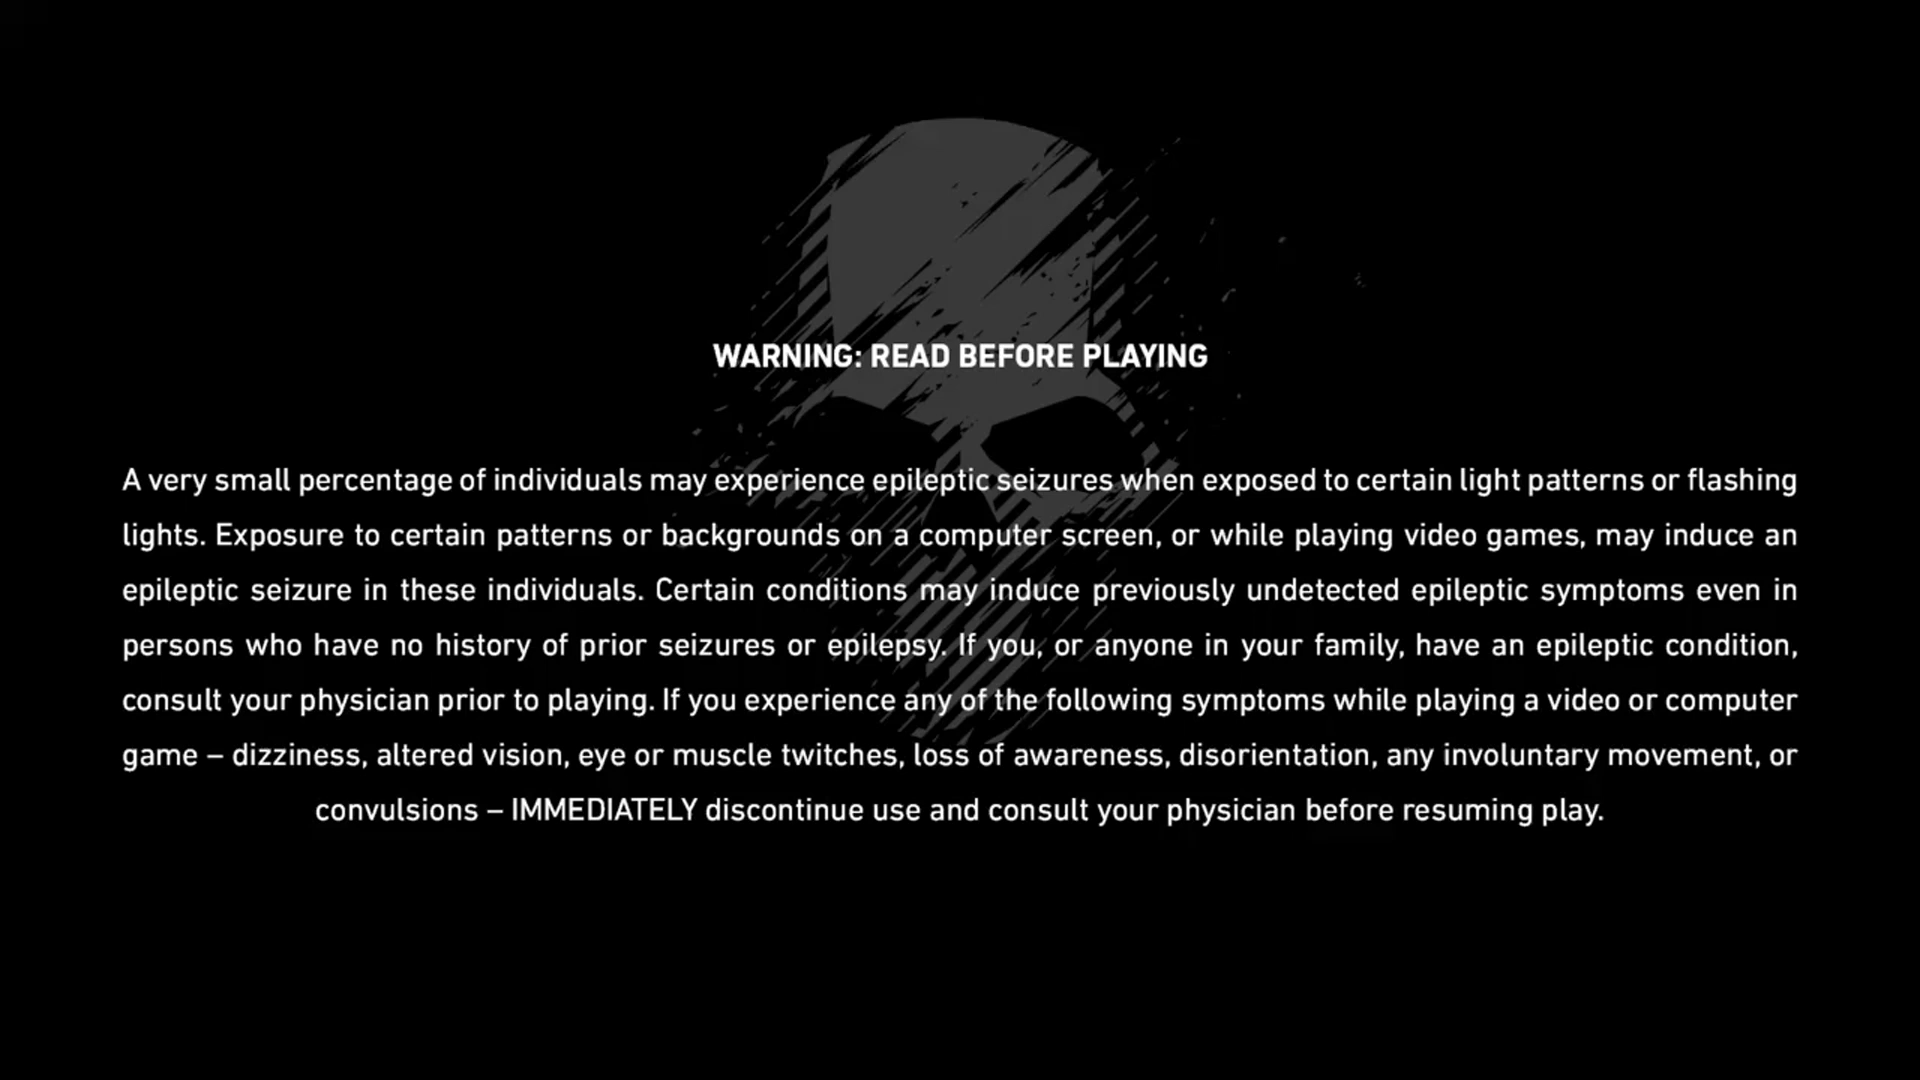 WARNING: READ BEFORE PLAYING
A very small percentage of individuals may experience epileptic seizures when exposed to certain light patterns or flashing
lights. Exposure to certain patterns or backgrounds on a computer screen, or while playing video games, may induce an
epileptic seizure in these individuals. Certain conditions may induce previously undetected epileptic symptoms even in
persons who have no history of prior seizures or epilepsy. If you, or anyone in your family, have an epileptic condition,
consult your physician prior to playing. If you experience any of the following symptoms while playing a video or computer
game – dizziness, altered vision, eye or muscle twitches, loss of awareness, disorientation, any involuntary movement, or
convulsions – IMMEDIATELY discontinue use and consult your physician before resuming play.